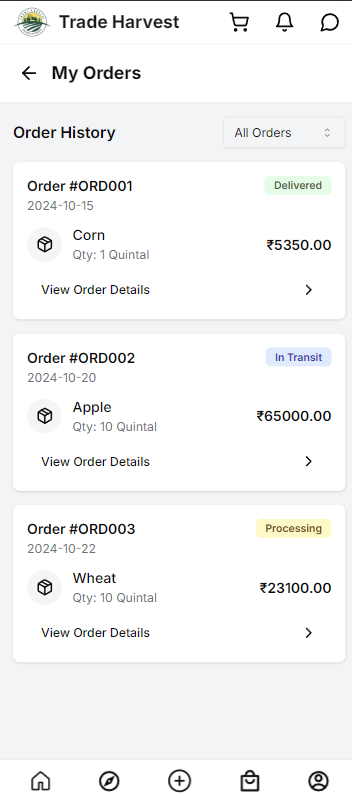 Trade Harvest
My Orders
Order History
All Orders
Order #ORD001
Delivered
2024-10-15
Corn
Qty: 1 Quintal
₹5350.00
View Order Details
Order #ORD002
In Transit
2024-10-20
Apple
Qty: 10 Quintal
₹65000.00
View Order Details
Order #ORD003
Processing
2024-10-22
Wheat
Qty: 10 Quintal
₹23100.00
View Order Details